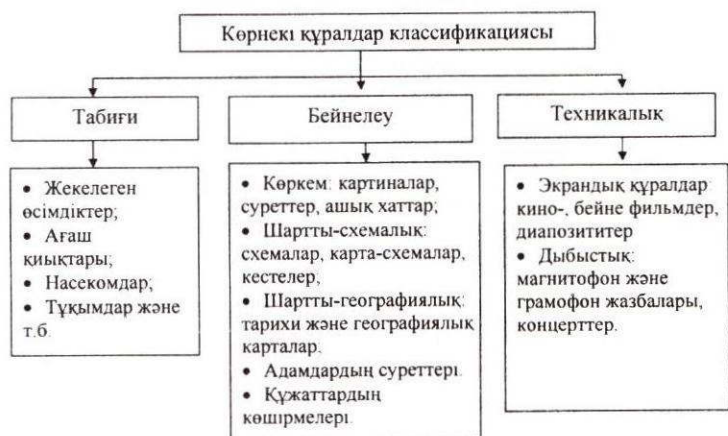 Көрнекі құралдар классификациясы
Табиғи
Бейнелеу
Техникалық
• Жекелеген
өсімдіктер;
• Ағаш
қиықтары;
• Насекомдар;
• Тұқымдар және
т.б.
• Көркем: картиналар,
суреттер, ашық хаттар;
• Шартты-схемалық:
схемалар, карта-схемалар,
кестелер;
• Шартты-географиялық:
тарихи және географиялық
карталар.
• Адамдардың суреттері.
• Құжаттардың
көшірмелері.
• Экрандық құралдар
кино-, бейне фильмдер,
диапозититер
• Дыбыстық:
магнитофон және
грамофон жазбалары,
концерттер.